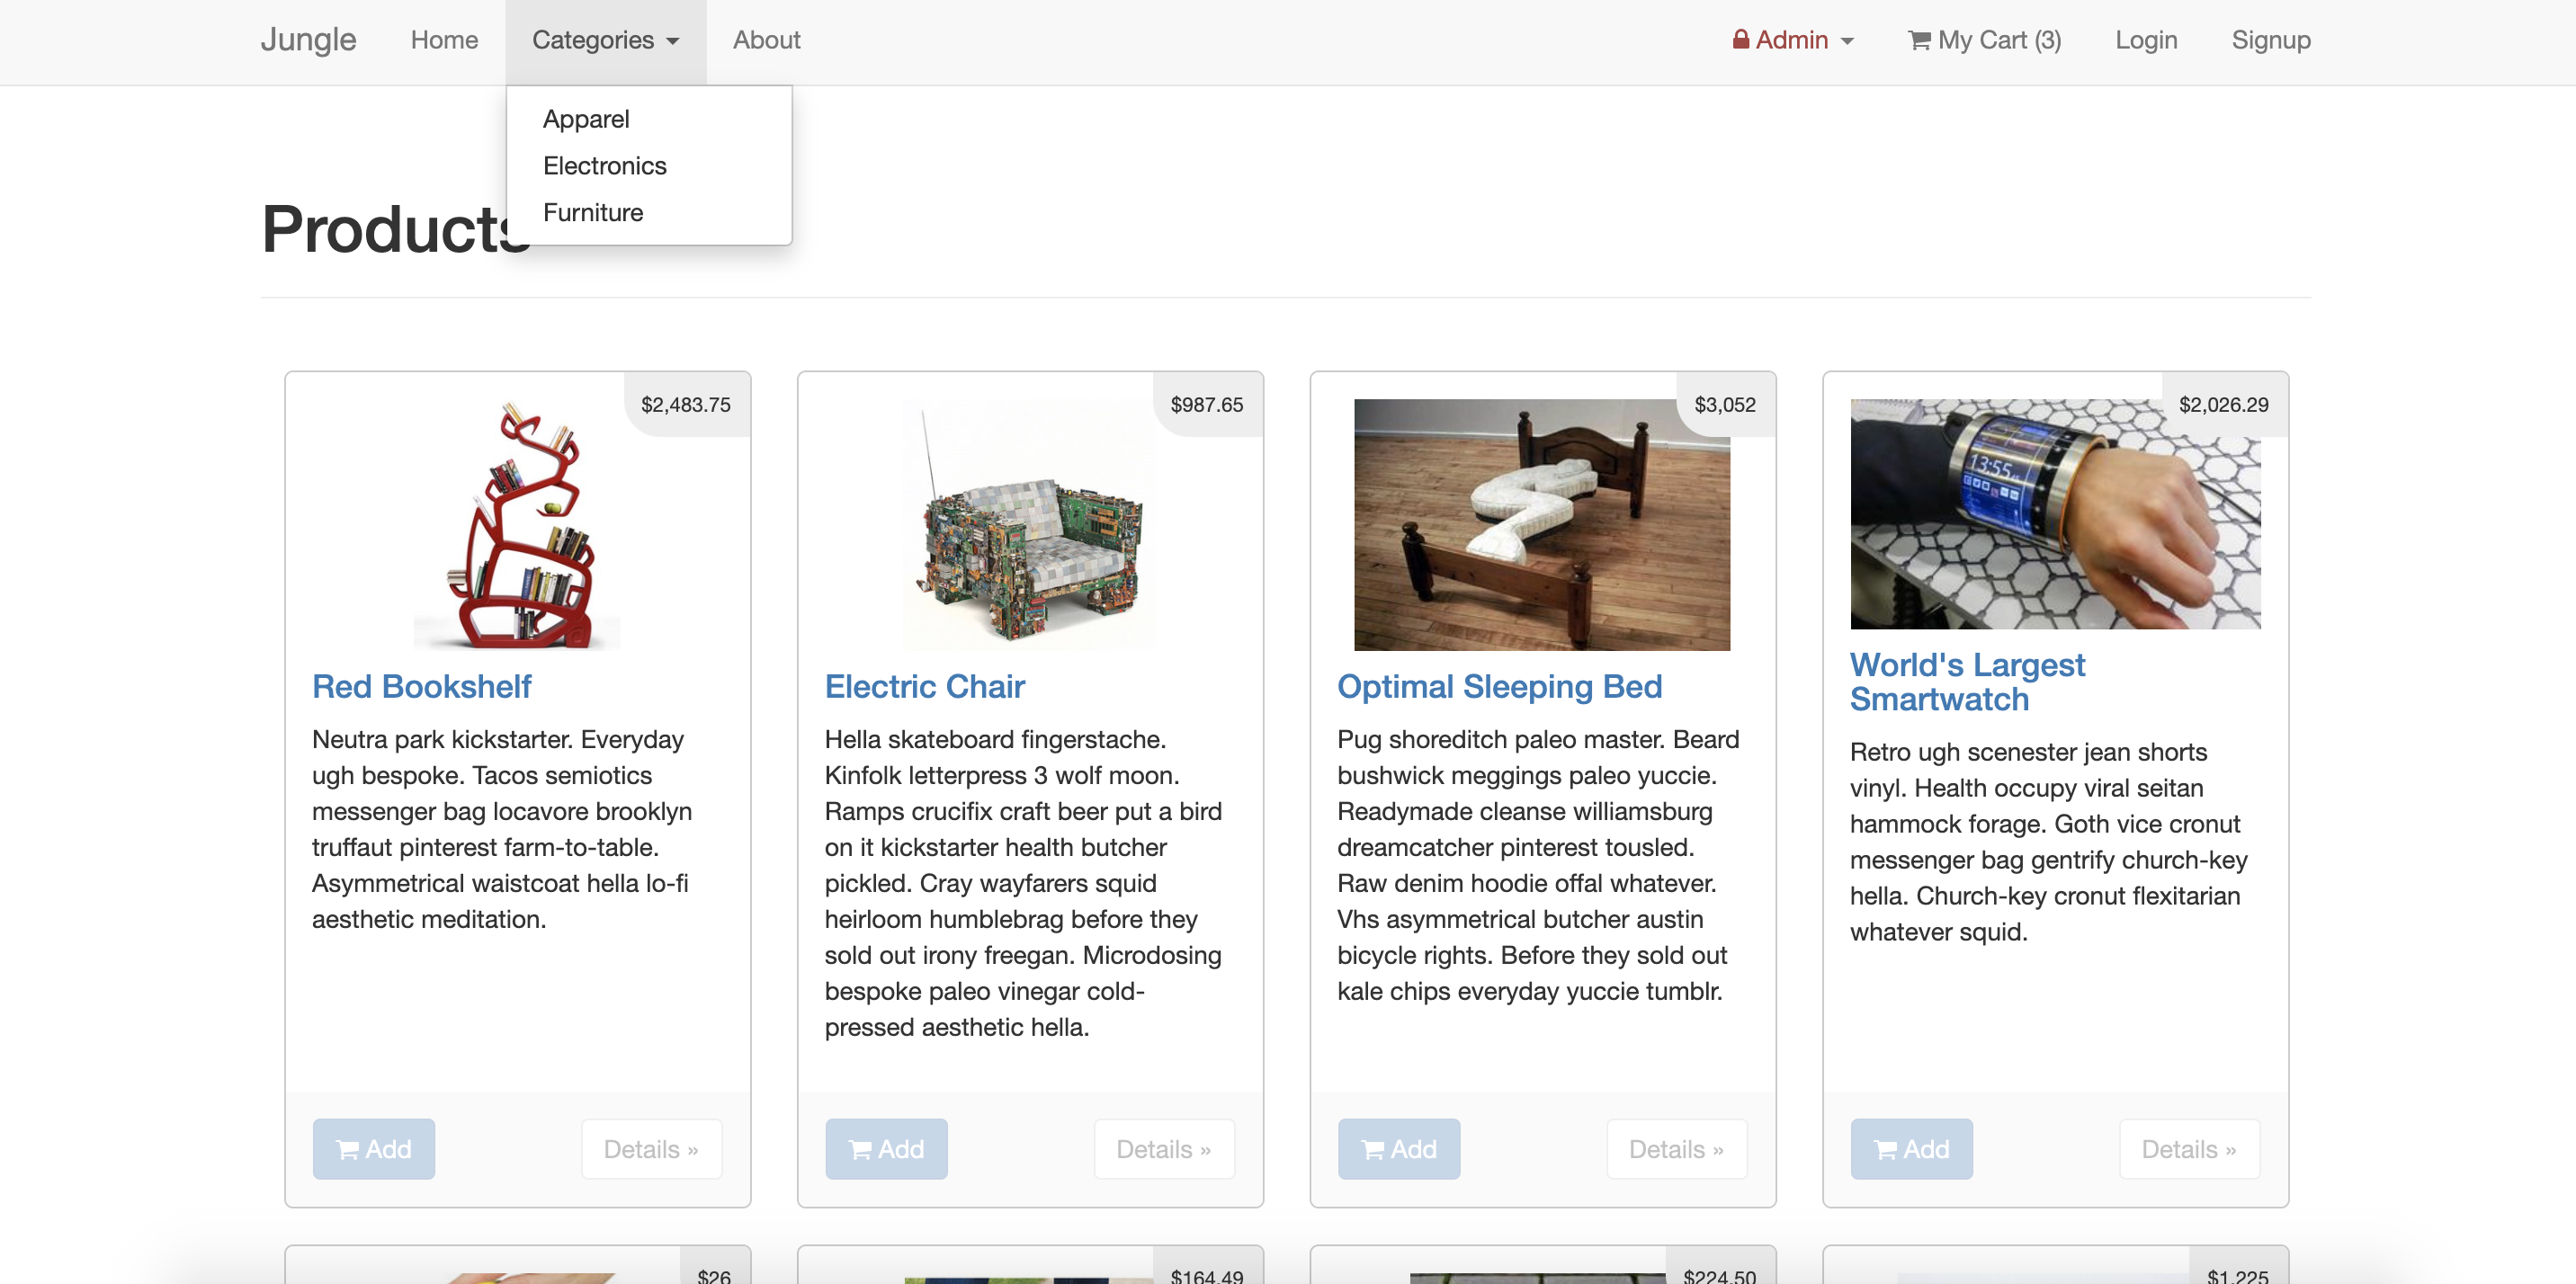 Jungle Home Categories About Admin My Cart (3) Login Signup
Apparel
Electronics
Furniture
Products
$2,483.75
Red Bookshelf
Neutra park kickstarter. Everyday
ugh bespoke. Tacos semiotics
messenger bag locavore brooklyn
truffaut pinterest farm-to-table.
Asymmetrical waistcoat hella lo-fi
aesthetic meditation.
Add Details »
$987.65
Electric Chair
Hella skateboard fingerstache.
Kinfolk letterpress 3 wolf moon.
Ramps crucifix craft beer put a bird
on it kickstarter health butcher
pickled. Cray wayfarers squid
heirloom humblebrag before they
sold out irony freegan. Microdosing
bespoke paleo vinegar cold-
pressed aesthetic hella.
Add Details »
$3,052
Optimal Sleeping Bed
Pug shoreditch paleo master. Beard
bushwick meggings paleo yuccie.
Readymade cleanse williamsburg
dreamcatcher pinterest tousled.
Raw denim hoodie offal whatever.
Vhs asymmetrical butcher austin
bicycle rights. Before they sold out
kale chips everyday yuccie tumblr.
Add Details »
$2,026.29
13:55
World's Largest
Smartwatch
Retro ugh scenester jean shorts
vinyl. Health occupy viral seitan
hammock forage. Goth vice cronut
messenger bag gentrify church-key
hella. Church-key cronut flexitarian
whatever squid.
Add Details »
$26
$164.49
$224.50
$1,225